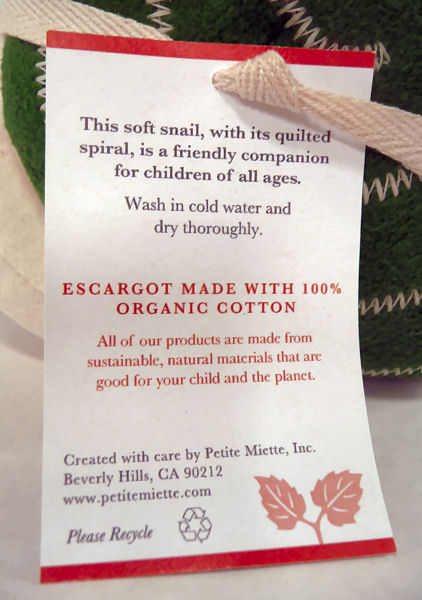 This soft snail, with its quilted
spiral, is a friendly companion
for children of all ages.
Wash in cold water and
dry thoroughly.
ESCARGOT MADE WITH 100%
ORGANIC COTTON
All of our products are made from
sustainable, natural materials that are
good for your child and the planet.
Created with care by Petite Miette, Inc.
Beverly Hills, CA 90212
www.petitemiette.com
Please Recycle